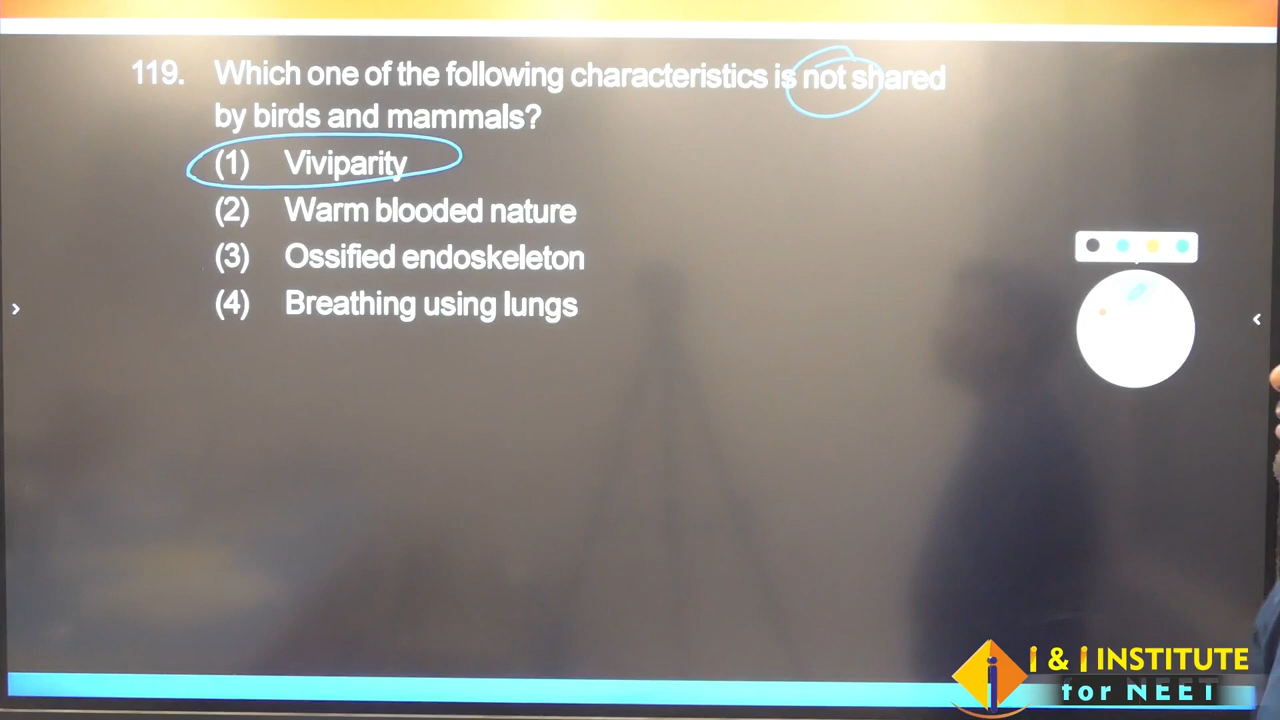 119. Which one of the following characteristics is not shared
by birds and mammals?
(1) Viviparity
(2) Warm blooded nature
(3) Ossified endoskeleton
(4) Breathing using lungs
i & i INSTITUTE
for NEET